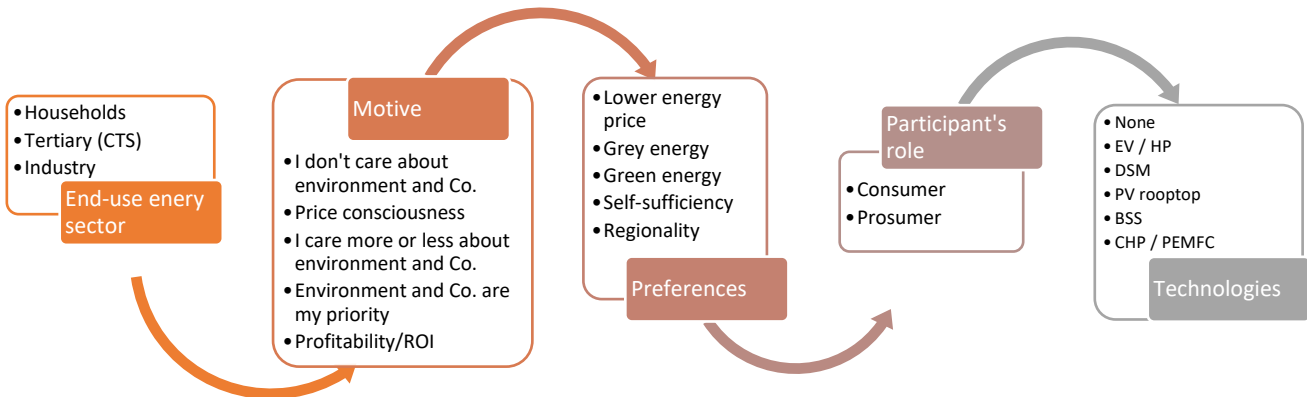 • Households
• Tertiary (CTS)
• Industry
End-use enery
sector
Motive
• I don't care about
environment and Co.
• Price consciousness
• I care more or less about
environment and Co.
• Environment and Co. are
my priority
• Profitability/ROI
• Lower energy
price
• Grey energy
• Green energy
• Self-sufficiency
• Regionality
Preferences
Participant's
role
• Consumer
• Prosumer
• None
• EV / HP
• DSM
• PV rooptop
• BSS
• CHP / PEMFC
Technologies